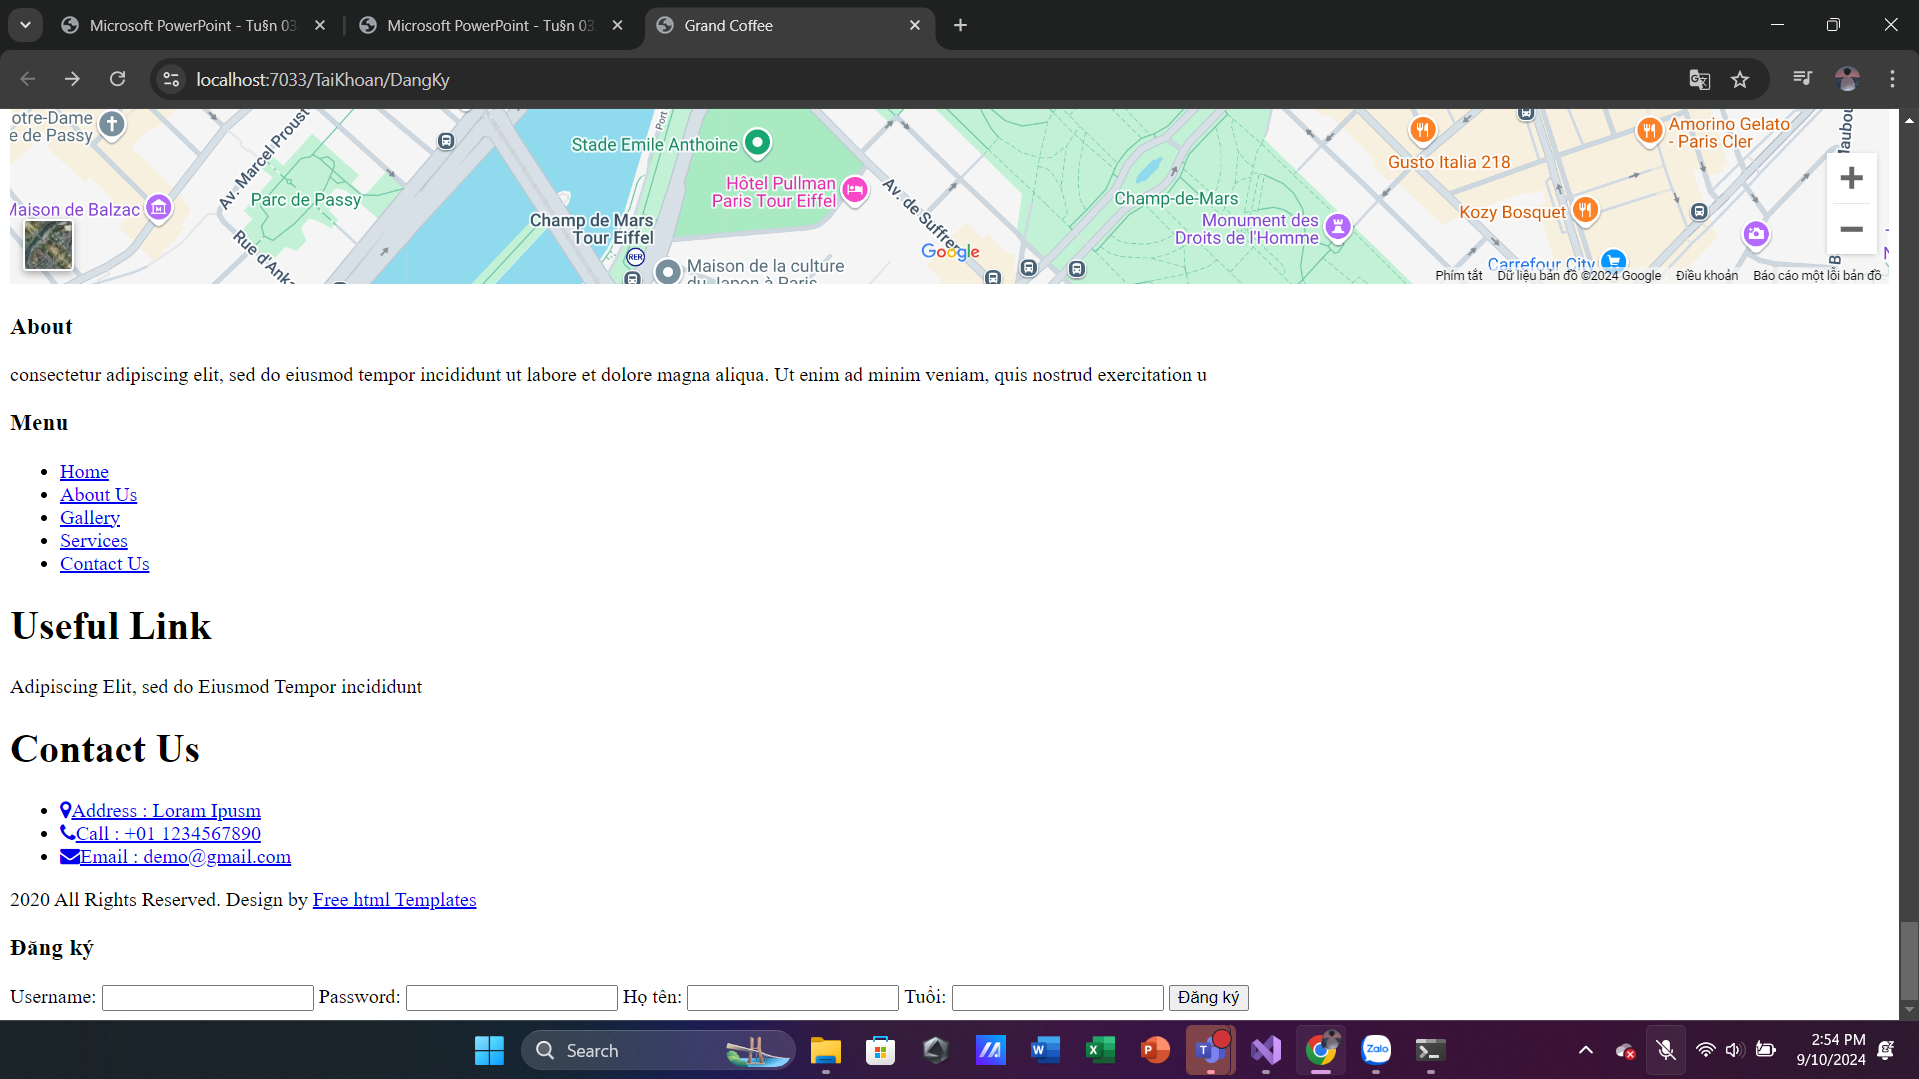 Microsoft PowerPoint - Tu§n 03
Microsoft PowerPoint - Tu§n 03
Grand Coffee
localhost:7033/TaiKhoan/DangKy
otre-Dame
e de Passy
Av. Marcel Proust
Port
Stade Emile Anthoine
Amorino Gelato
- Paris Cler
Gusto Italia 218
Hôtel Pullman
Paris Tour Eiffel
Av. de Suffren
Parc de Passy
Maison de Balzac
Champ de Mars
Tour Eiffel
Champ-de-Mars
Monument des
Droits de l'Homme
Kozy Bosquet
Rue d'Anka
RER
Google
Maison de la culture
du Japon à Paris
Carrefour City
Phím tắt
Dữ liệu bản đồ ©2024 Google
Điều khoản
Báo cáo một lỗi bản đồ
About
consectetur adipiscing elit, sed do eiusmod tempor incididunt ut labore et dolore magna aliqua. Ut enim ad minim veniam, quis nostrud exercitation u
Menu
Home
About Us
Gallery
Services
Contact Us
Useful Link
Adipiscing Elit, sed do Eiusmod Tempor incididunt
Contact Us
Address : Loram Ipusm
Call : +01 1234567890
Email : demo@gmail.com
2020 All Rights Reserved. Design by Free html Templates
Đăng ký
Username: Password: Họ tên: Tuổi: Đăng ký
Search
Zalo
2:54 PM
9/10/2024